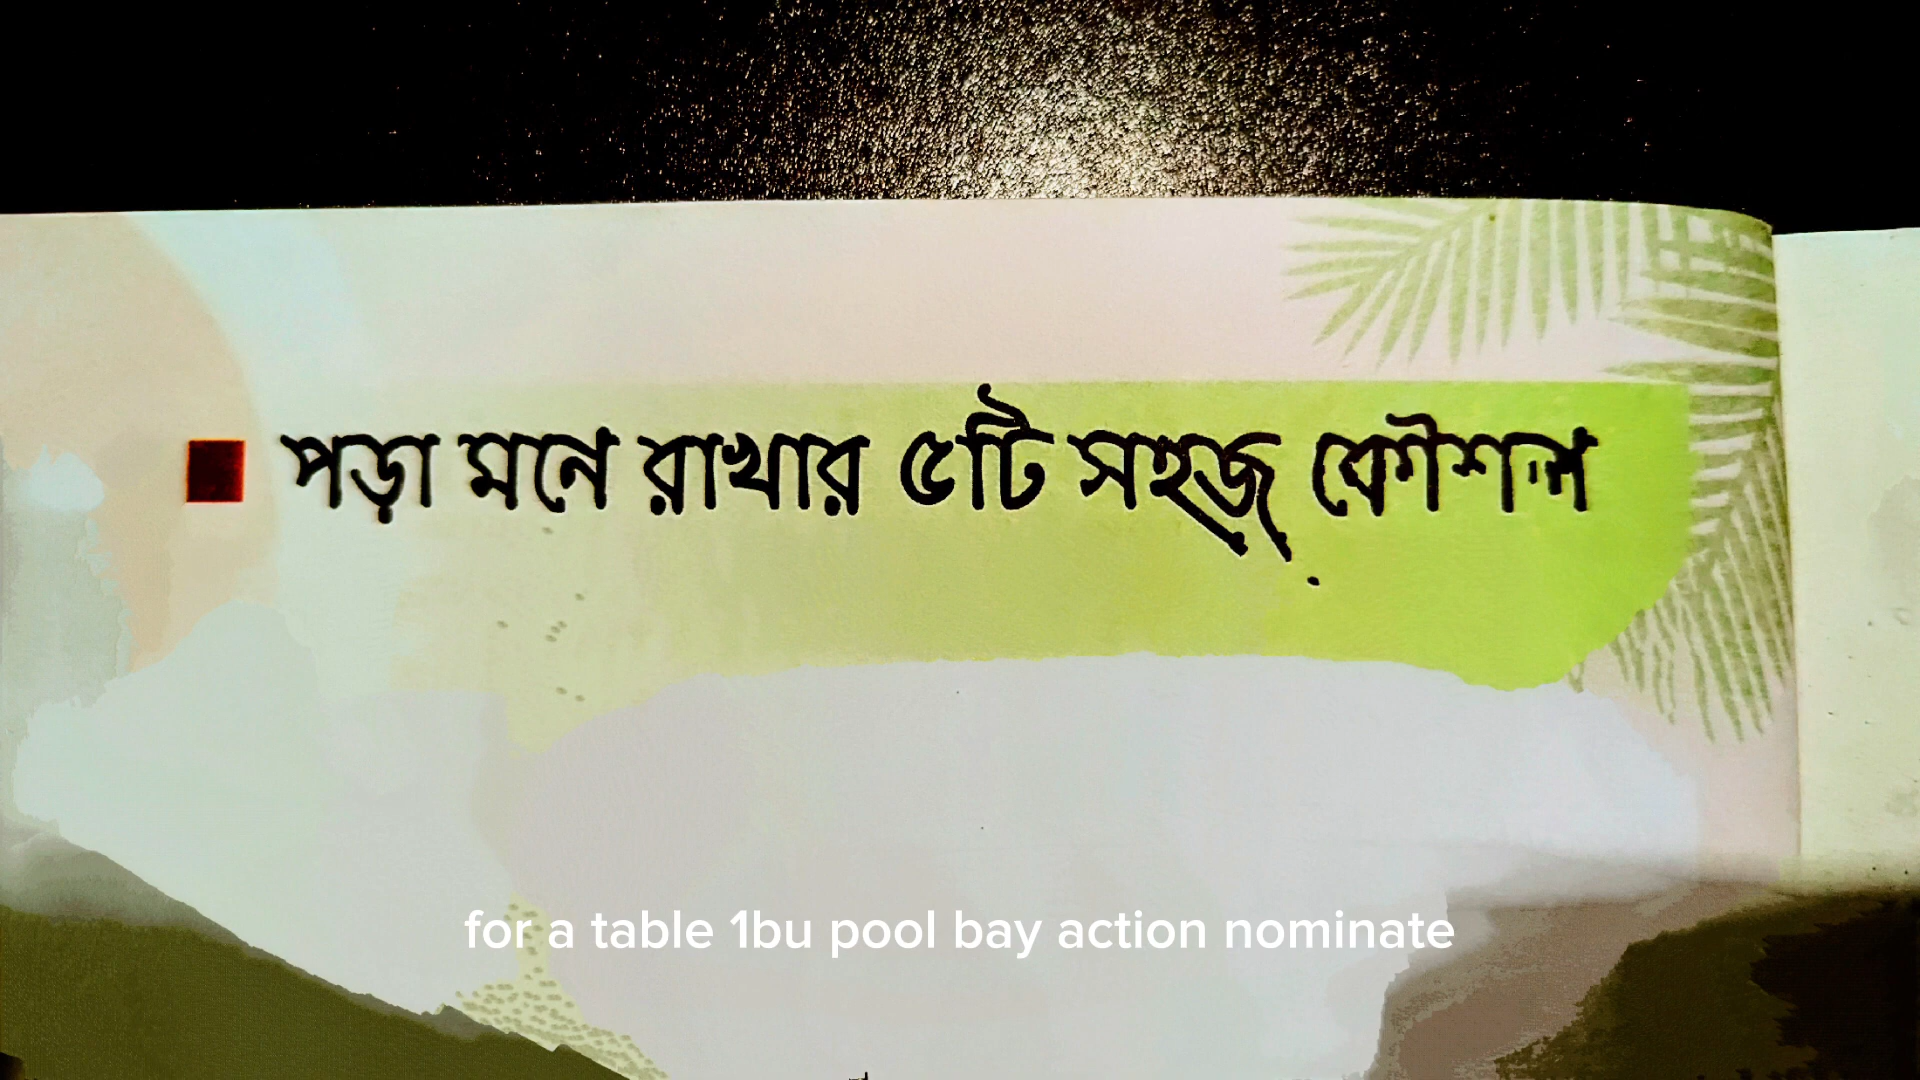 পড়া মনে রাখার ৫টি সহজ কৌশল
for a table 1bu pool bay action nominate